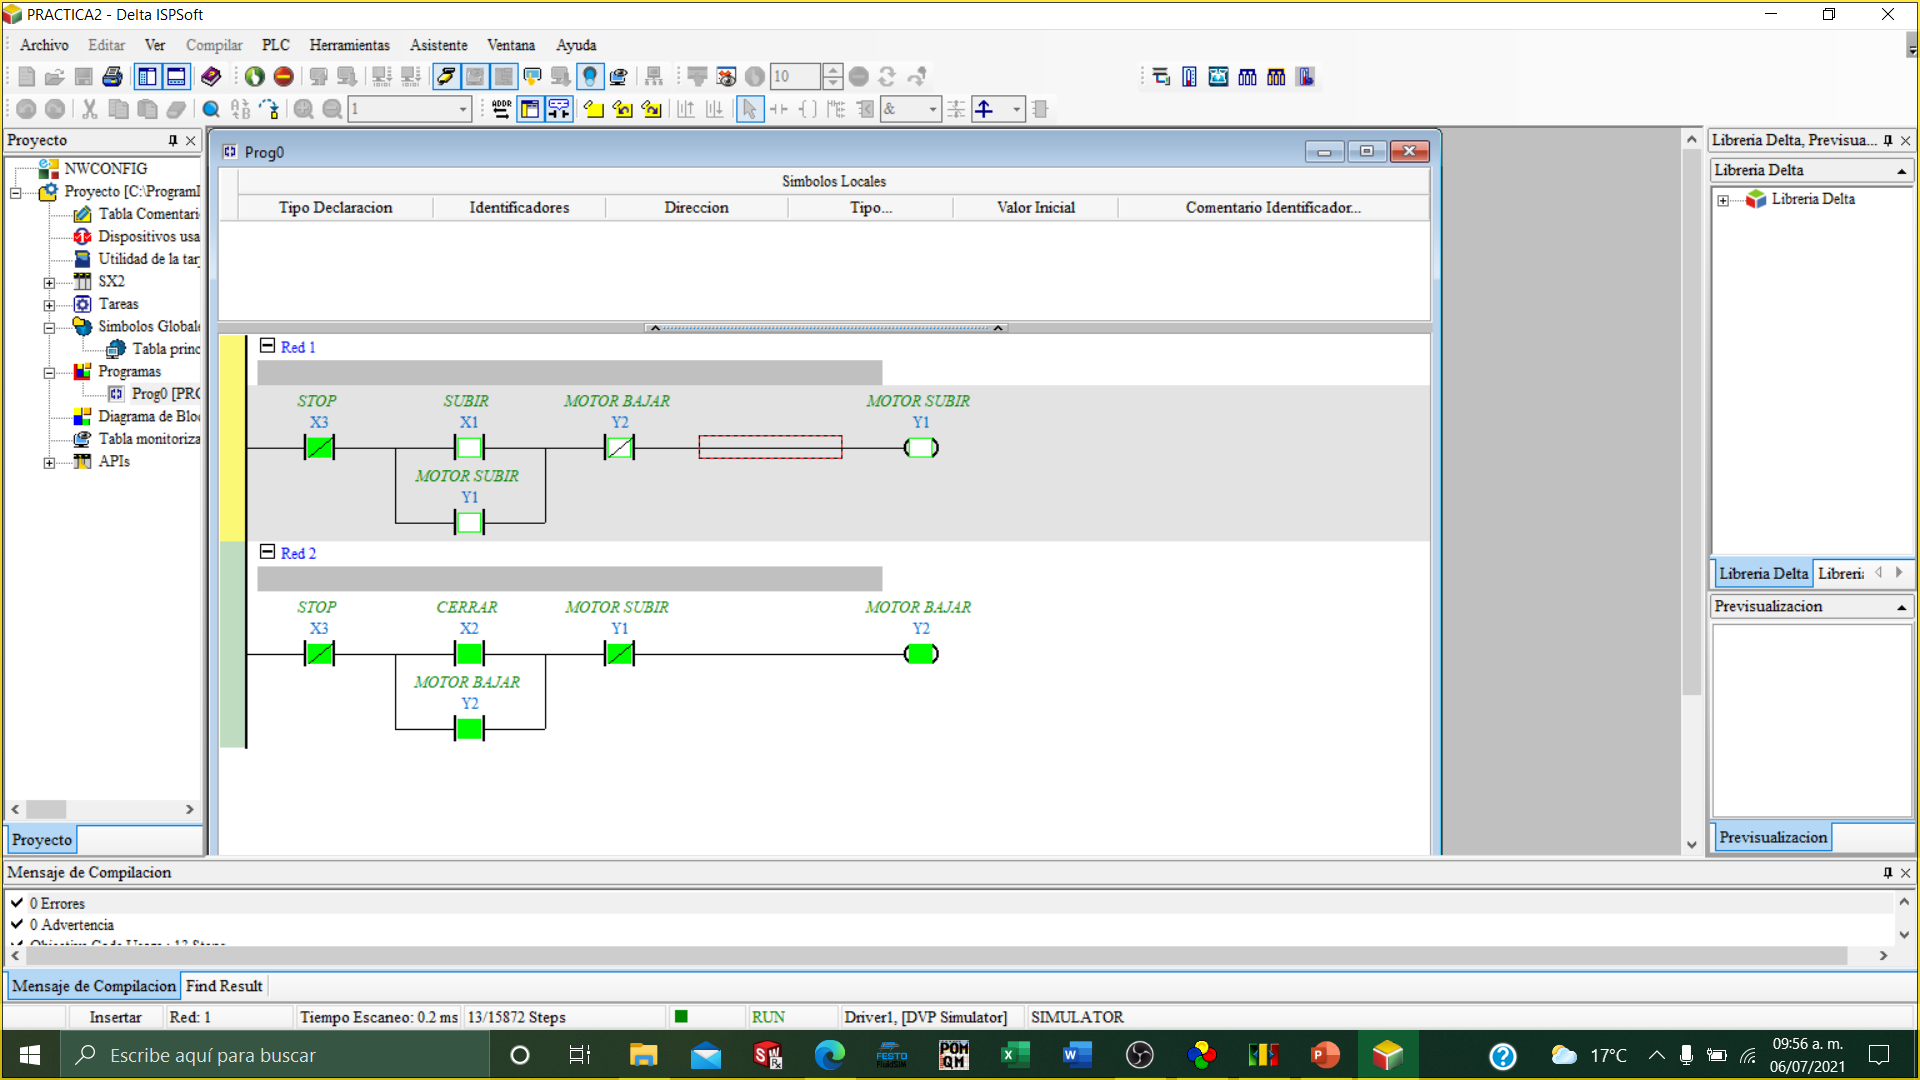 PRACTICA2 - Delta ISPSoft
Archivo Editar Ver Compilar PLC Herramientas Asistente Ventana Ayuda
10
1
ADDR
&
Proyecto
NWCONFIG
Proyecto [C:\Program
Tabla Comentari
Dispositivos usa
Utilidad de la tar
SX2
Tareas
Simbolos Global
Tabla princ
Programas
Prog0 [PRC
Diagrama de Blo
Tabla monitoriza
APIs
Proyecto
Prog0
Simbolos Locales
Tipo Declaracion Identificadores Direccion Tipo... Valor Inicial Comentario Identificador...
Red 1
STOP SUBIR MOTOR BAJAR MOTOR SUBIR
X3 X1 Y2 Y1
MOTOR SUBIR
Y1
Red 2
STOP CERRAR MOTOR SUBIR MOTOR BAJAR
X3 X2 Y1 Y2
MOTOR BAJAR
Y2
Libreria Delta, Previsua...
Libreria Delta
Libreria Delta
Libreria Delta Libreri
Previsualizacion
Previsualizacion
Mensaje de Compilacion
0 Errores
0 Advertencia
Mensaje de Compilacion Find Result
Insertar Red: 1 Tiempo Escaneo: 0.2 ms 13/15872 Steps RUN Driver1, [DVP Simulator] SIMULATOR
Escribe aquí para buscar
FESTO
POM
QM
17°C
09:56 a. m.
06/07/2021